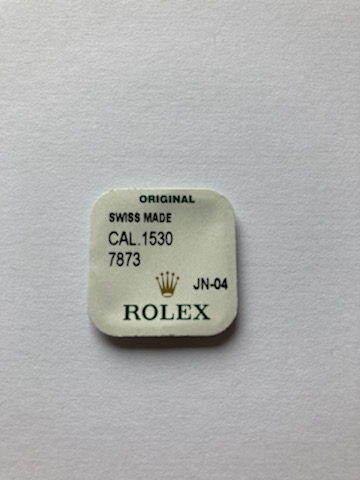 ORIGINAL
SWISS MADE
CAL.1530
7873
JN-04
ROLEX